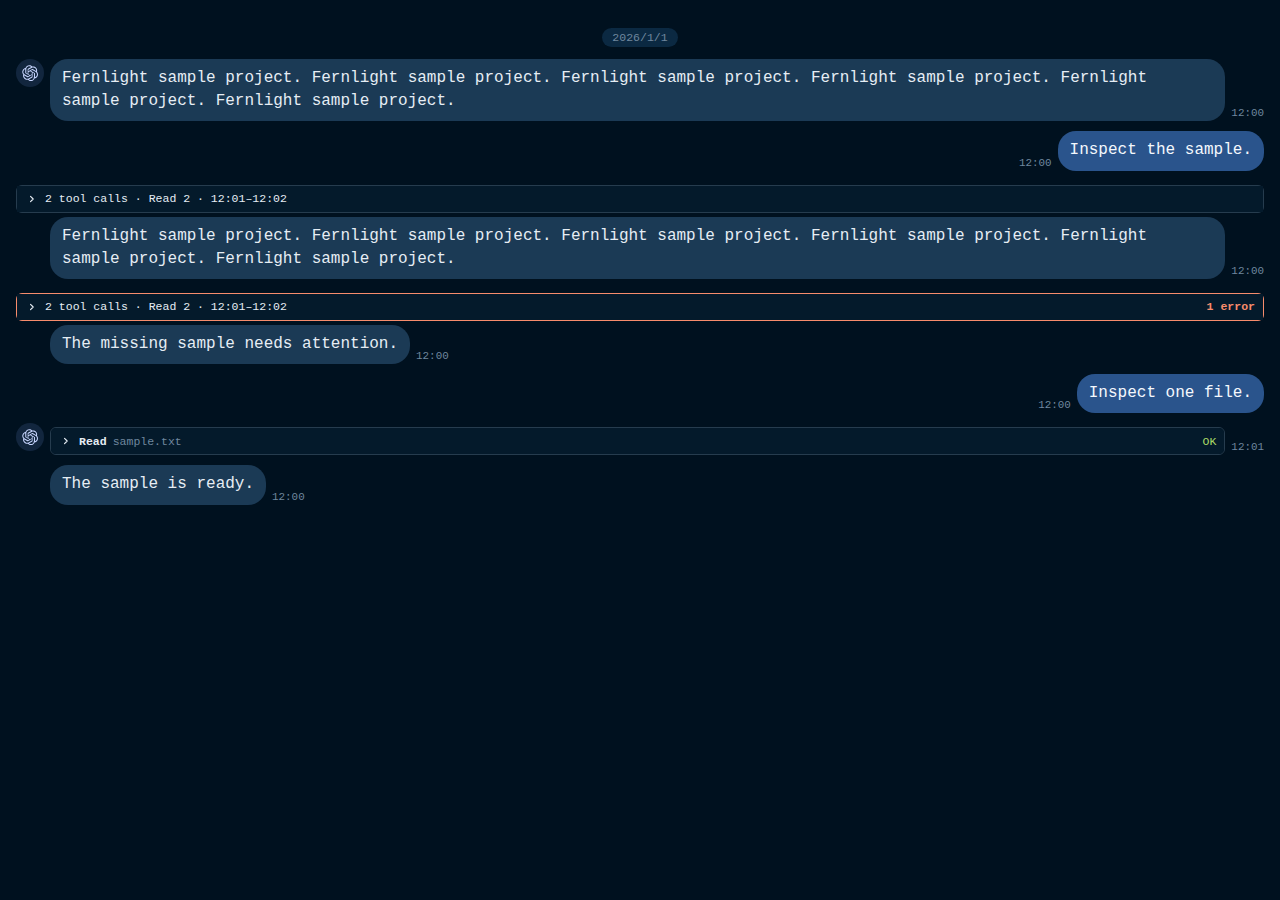 2026/1/1
Fernlight sample project. Fernlight sample project. Fernlight sample project. Fernlight sample project. Fernlight
sample project. Fernlight sample project.
12:00
Inspect the sample.
12:00
2 tool calls · Read 2 · 12:01–12:02
Fernlight sample project. Fernlight sample project. Fernlight sample project. Fernlight sample project. Fernlight
sample project. Fernlight sample project.
12:00
2 tool calls · Read 2 · 12:01–12:02 1 error
The missing sample needs attention.
12:00
Inspect one file.
12:00
Read sample.txt OK
12:01
The sample is ready.
12:00